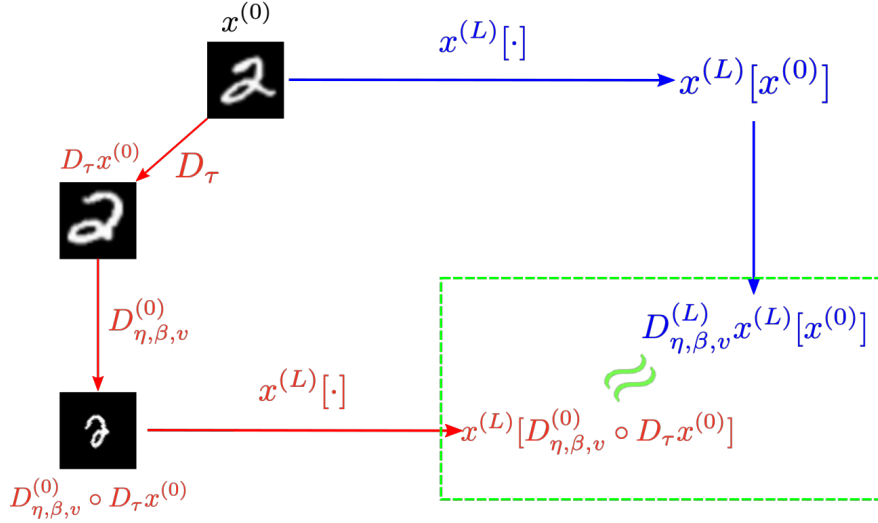 x^{(0)}
x^{(L)}[·]
x^{(L)}[x^{(0)}]
D_τ x^{(0)}
D_τ
D^{(0)}_{η,β,v}
D^{(L)}_{η,β,v} x^{(L)}[x^{(0)}]
≈
x^{(L)}[·]
x^{(L)}[D^{(0)}_{η,β,v} ∘ D_τ x^{(0)}]
D^{(0)}_{η,β,v} ∘ D_τ x^{(0)}